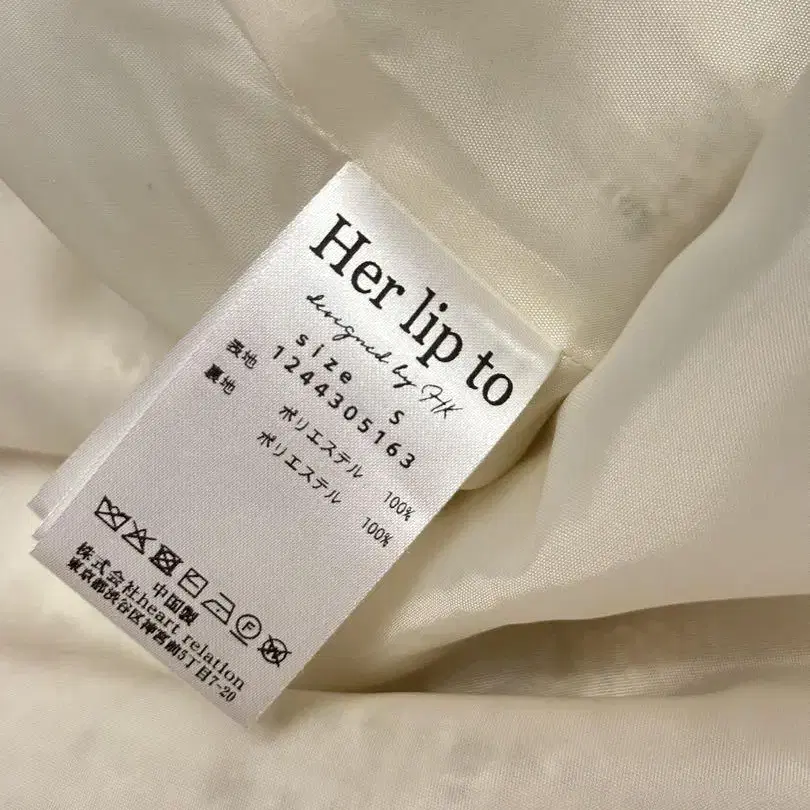 Her lip to
designed by HK
size S
1244305163
表地 ポリエステル 100%
裏地 ポリエステル 100%
中国製
株式会社heart relation
東京都渋谷区神宮前5丁目7-20